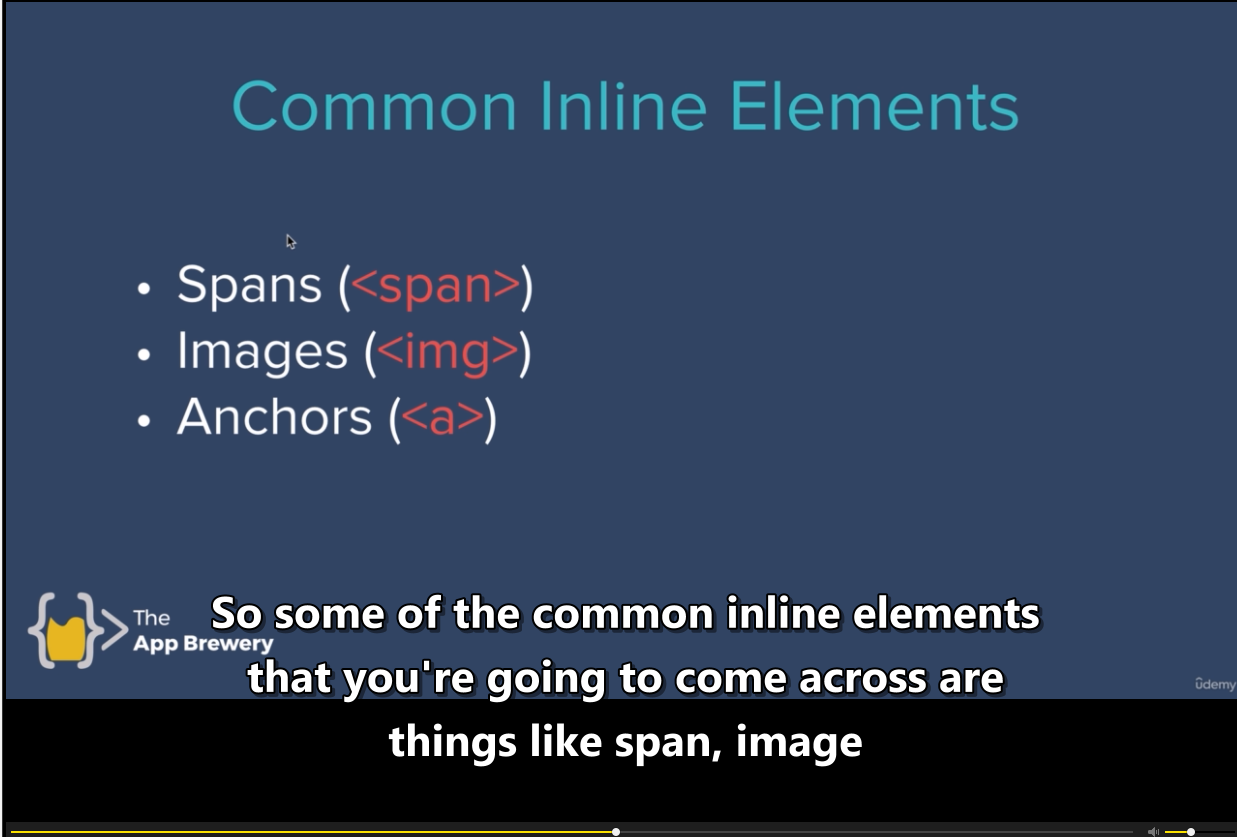 Common Inline Elements
• Spans (<span>)
• Images (<img>)
• Anchors (<a>)
The
App Brewery
So some of the common inline elements
that you're going to come across are
things like span, image
ûdemy